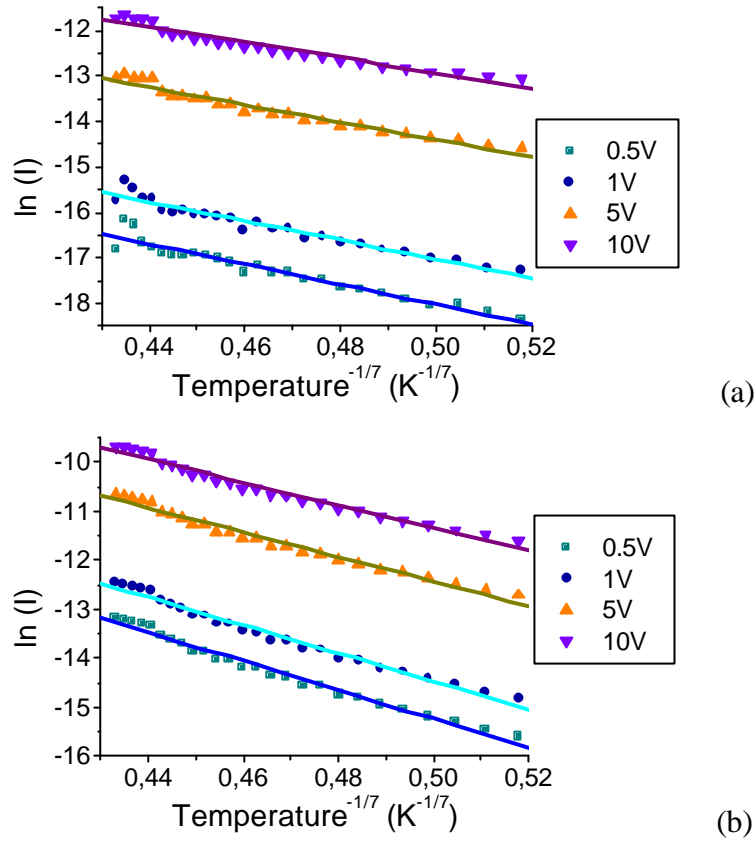 -12
-13
-14
-15
-16
-17
-18
ln (I)
0,44 0,46 0,48 0,50 0,52
Temperature^-1/7 (K^-1/7)
0.5V
1V
5V
10V
(a)
-10
-11
-12
-13
-14
-15
-16
ln (I)
0,44 0,46 0,48 0,50 0,52
Temperature^-1/7 (K^-1/7)
0.5V
1V
5V
10V
(b)